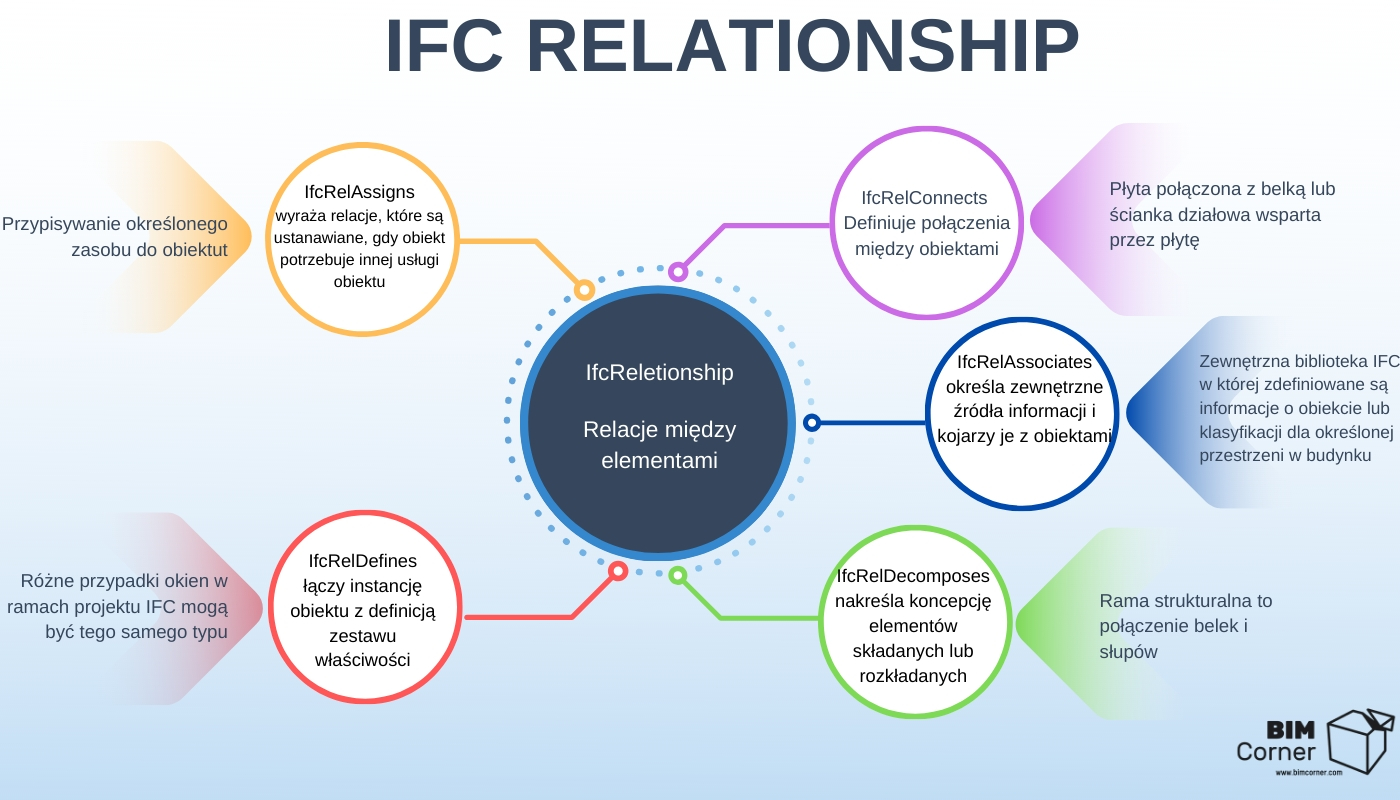 IFC RELATIONSHIP
Przypisywanie określonego
zasobu do obiektut
IfcRelAssigns
wyraża relacje, które są
ustanawiane, gdy obiekt
potrzebuje innej usługi
obiektu
IfcRelConnects
Definiuje połączenia
między obiektami
Płyta połączona z belką lub
ścianka działowa wsparta
przez płytę
IfcReletionship
Relacje między
elementami
IfcRelAssociates
określa zewnętrzne
źródła informacji i
kojarzy je z obiektami
Zewnętrzna biblioteka IFC
w której zdefiniowane są
informacje o obiekcie lub
klasyfikacji dla określonej
przestrzeni w budynku
Różne przypadki okien w
ramach projektu IFC mogą
być tego samego typu
IfcRelDefines
łączy instancję
obiektu z definicją
zestawu
właściwości
IfcRelDecomposes
nakreśla koncepcję
elementów
składanych lub
rozkładanych
Rama strukturalna to
połączenie belek i
słupów
BIM
Corner
www.bimcorner.com